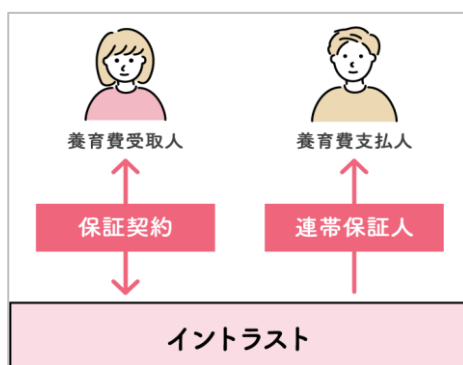 養育費受取人
養育費支払人
保証契約
連帯保証人
イントラスト